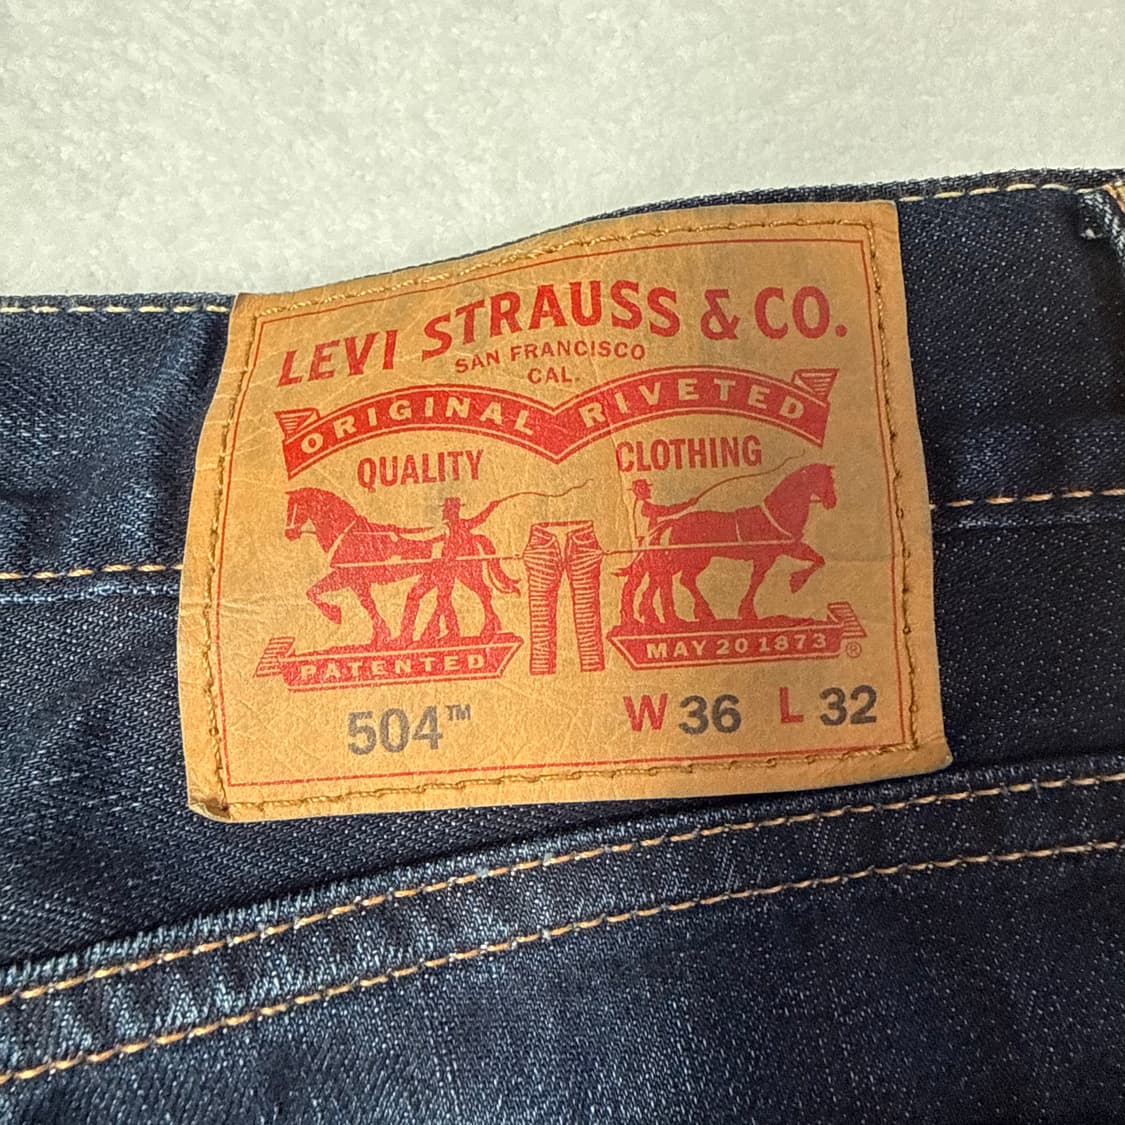 LEVI STRAUSS & CO.
SAN FRANCISCO
CAL.
ORIGINAL RIVETED
QUALITY CLOTHING
PATENTED MAY 20 1873 ®
504™ W 36 L 32